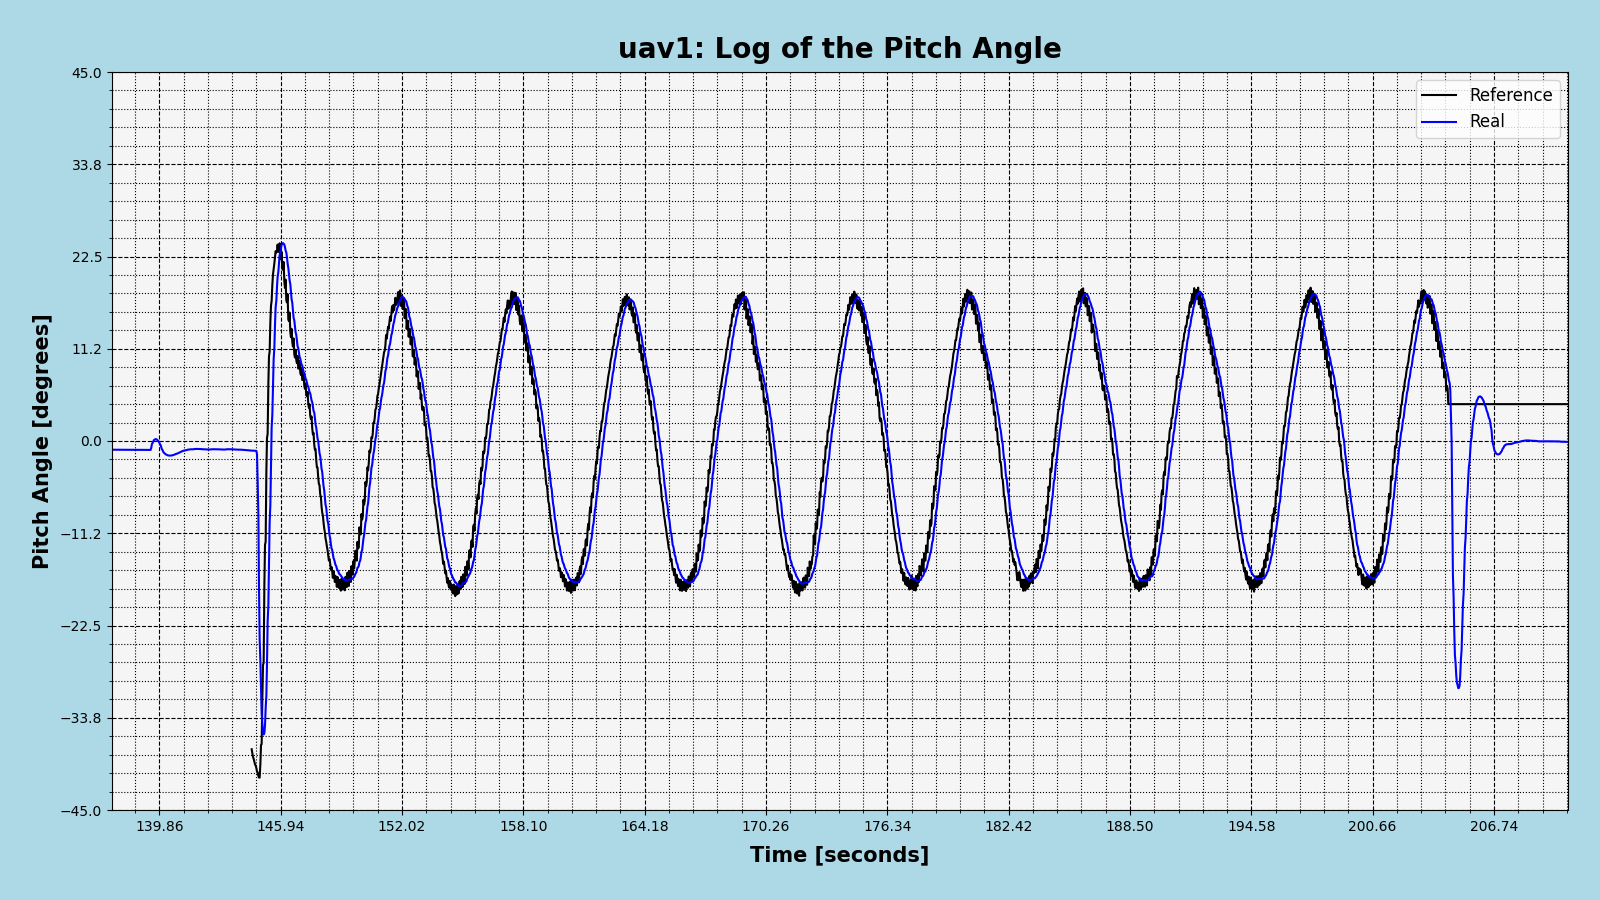 uav1: Log of the Pitch Angle
45.0
33.8
22.5
11.2
0.0
−11.2
−22.5
−33.8
−45.0
Pitch Angle [degrees]
Reference
Real
139.86 145.94 152.02 158.10 164.18 170.26 176.34 182.42 188.50 194.58 200.66 206.74
Time [seconds]